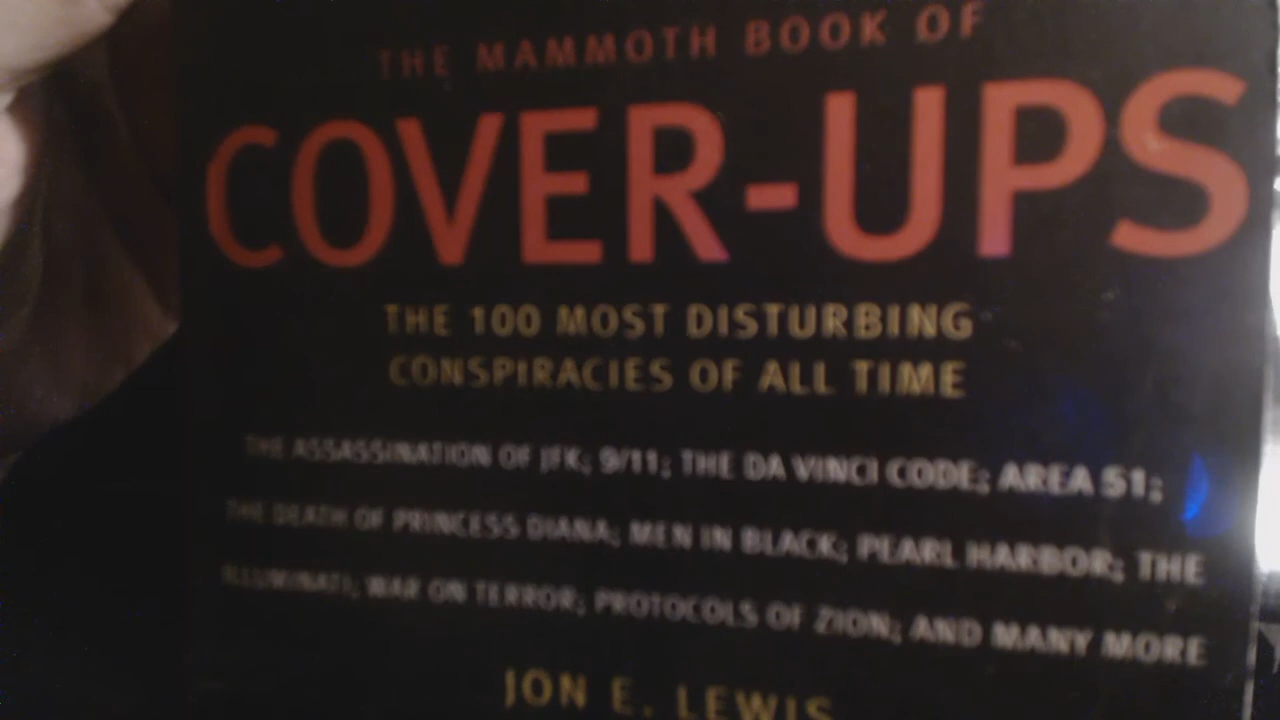 THE MAMMOTH BOOK OF
COVER-UPS
THE 100 MOST DISTURBING
CONSPIRACIES OF ALL TIME
THE ASSASSINATION OF JFK; 9/11; THE DA VINCI CODE; AREA 51;
THE DEATH OF PRINCESS DIANA; MEN IN BLACK; PEARL HARBOR; THE
ILLUMINATI; WAR ON TERROR; PROTOCOLS OF ZION; AND MANY MORE
JON E. LEWIS